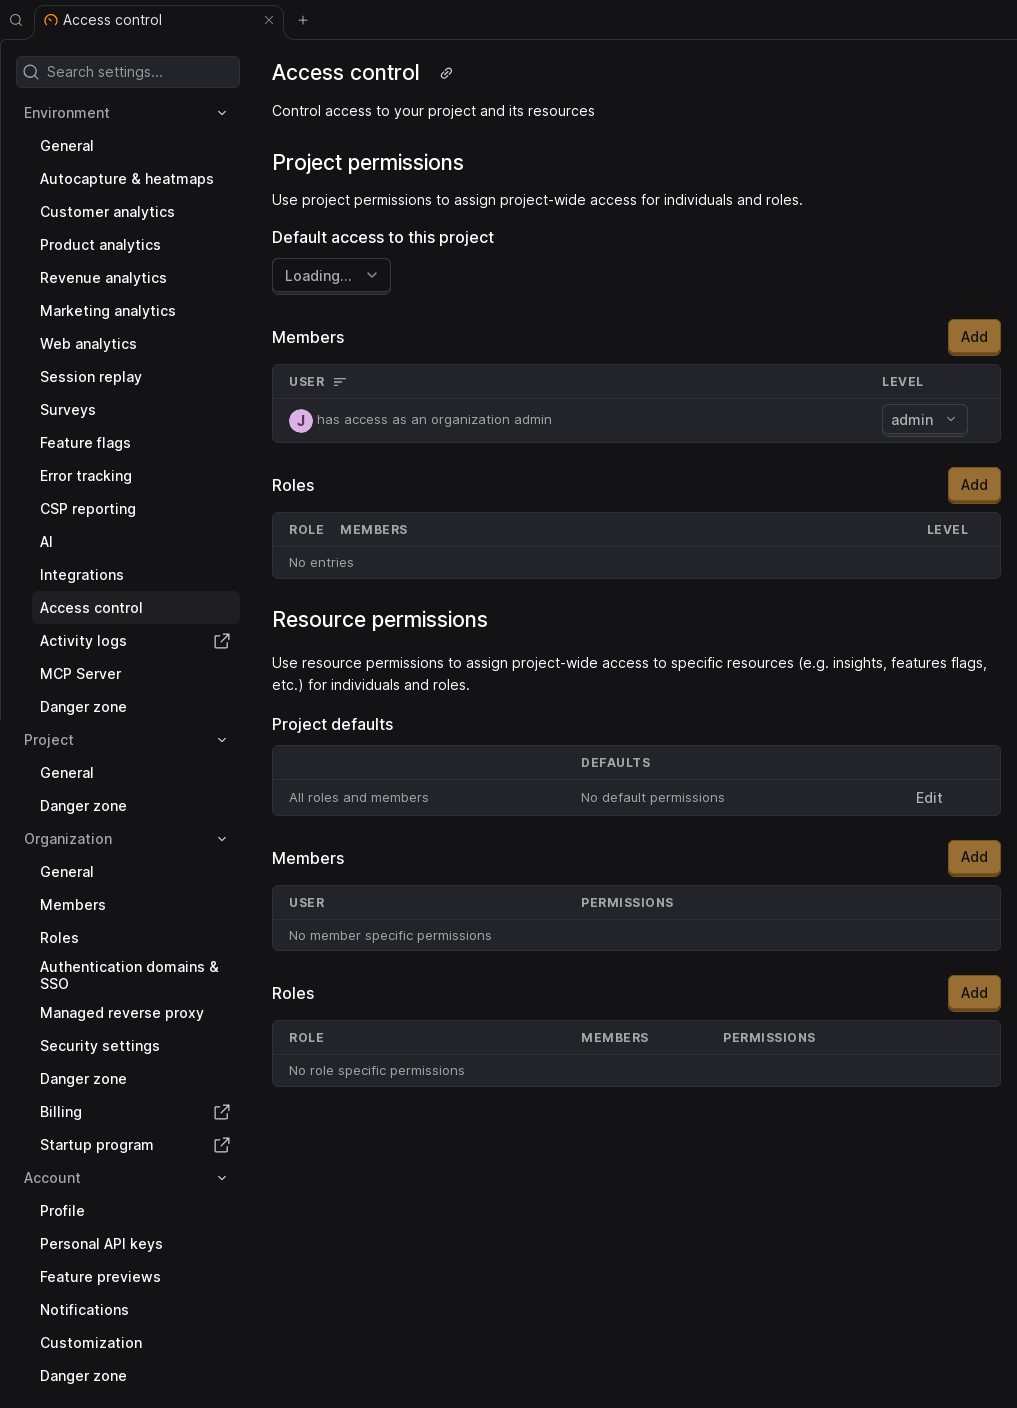 Access control
Search settings...
Environment
General
Autocapture & heatmaps
Customer analytics
Product analytics
Revenue analytics
Marketing analytics
Web analytics
Session replay
Surveys
Feature flags
Error tracking
CSP reporting
AI
Integrations
Access control
Activity logs
MCP Server
Danger zone
Project
General
Danger zone
Organization
General
Members
Roles
Authentication domains &
SSO
Managed reverse proxy
Security settings
Danger zone
Billing
Startup program
Account
Profile
Personal API keys
Feature previews
Notifications
Customization
Danger zone
Access control
Control access to your project and its resources
Project permissions
Use project permissions to assign project-wide access for individuals and roles.
Default access to this project
Loading...
Members Add
USER LEVEL
J has access as an organization admin admin
Roles Add
ROLE MEMBERS LEVEL
No entries
Resource permissions
Use resource permissions to assign project-wide access to specific resources (e.g. insights, features flags,
etc.) for individuals and roles.
Project defaults
DEFAULTS
All roles and members No default permissions Edit
Members Add
USER PERMISSIONS
No member specific permissions
Roles Add
ROLE MEMBERS PERMISSIONS
No role specific permissions